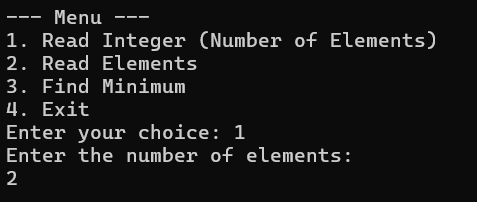 --- Menu ---
1. Read Integer (Number of Elements)
2. Read Elements
3. Find Minimum
4. Exit
Enter your choice: 1
Enter the number of elements:
2